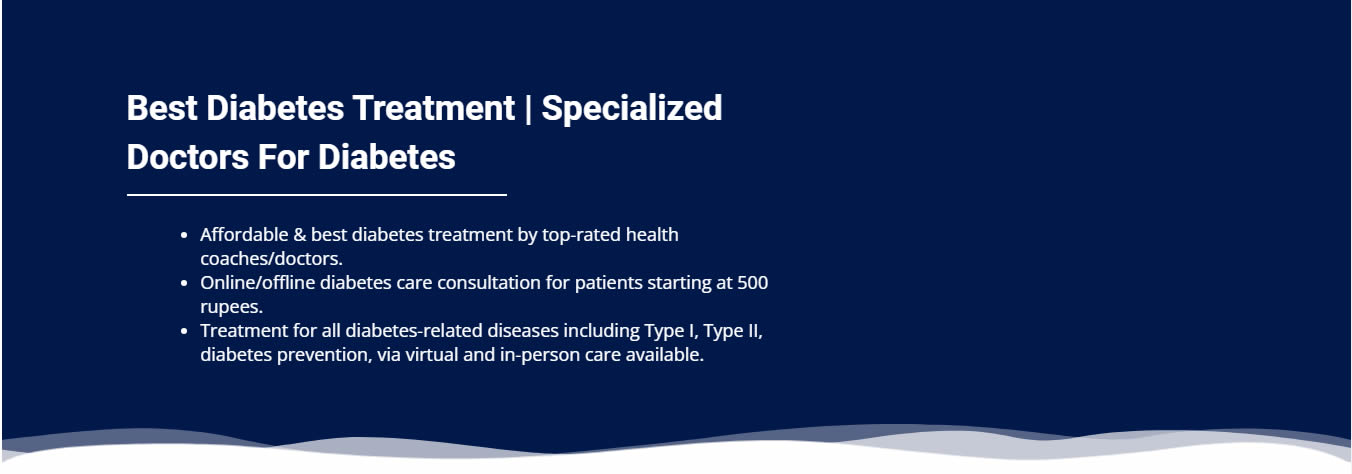 Best Diabetes Treatment | Specialized
Doctors For Diabetes
• Affordable & best diabetes treatment by top-rated health
coaches/doctors.
• Online/offline diabetes care consultation for patients starting at 500
rupees.
• Treatment for all diabetes-related diseases including Type I, Type II,
diabetes prevention, via virtual and in-person care available.